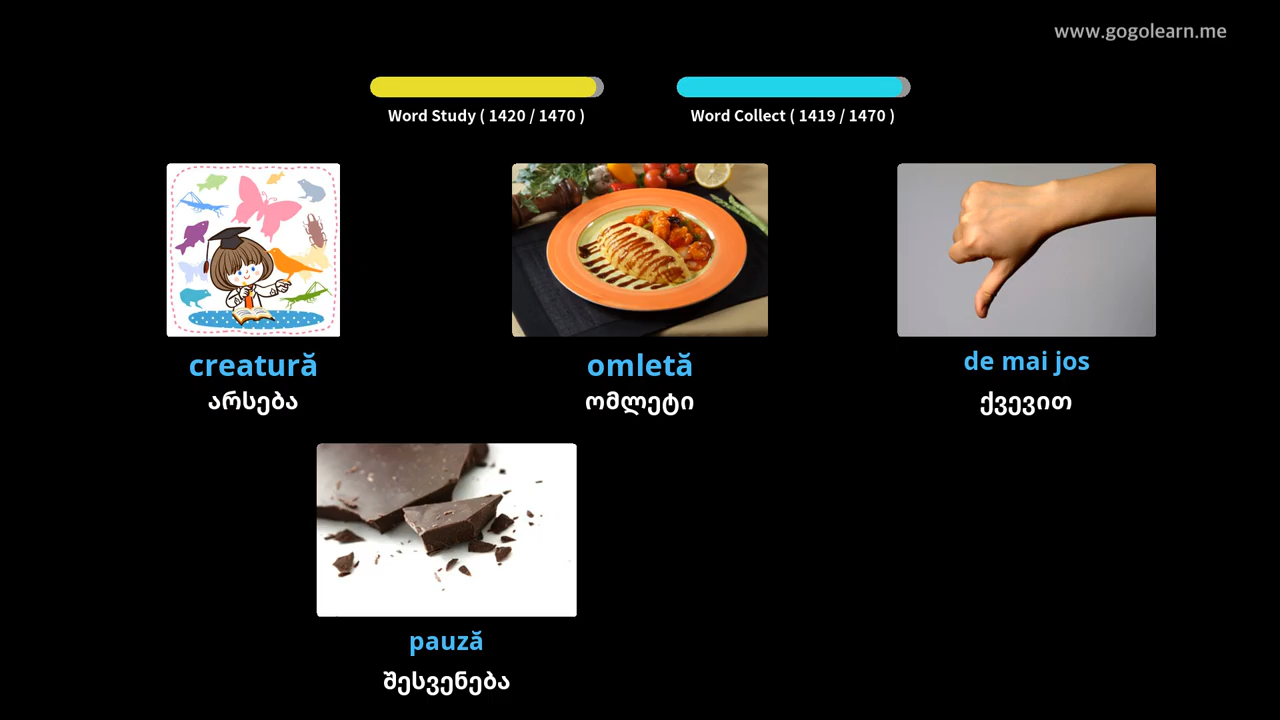 www.gogolearn.me
Word Study ( 1420 / 1470 )
Word Collect ( 1419 / 1470 )
creatură
არსება
omletă
ომლეტი
de mai jos
ქვევით
pauză
შესვენება